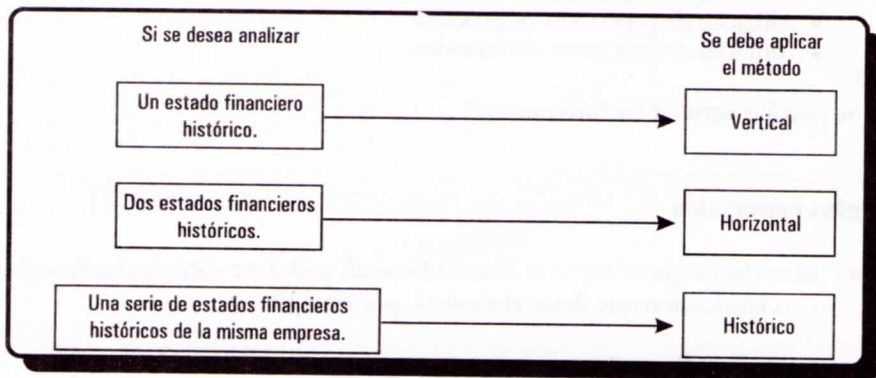 Si se desea analizar
Se debe aplicar
el método
Un estado financiero
histórico.
Vertical
Dos estados financieros
históricos.
Horizontal
Una serie de estados financieros
históricos de la misma empresa.
Histórico